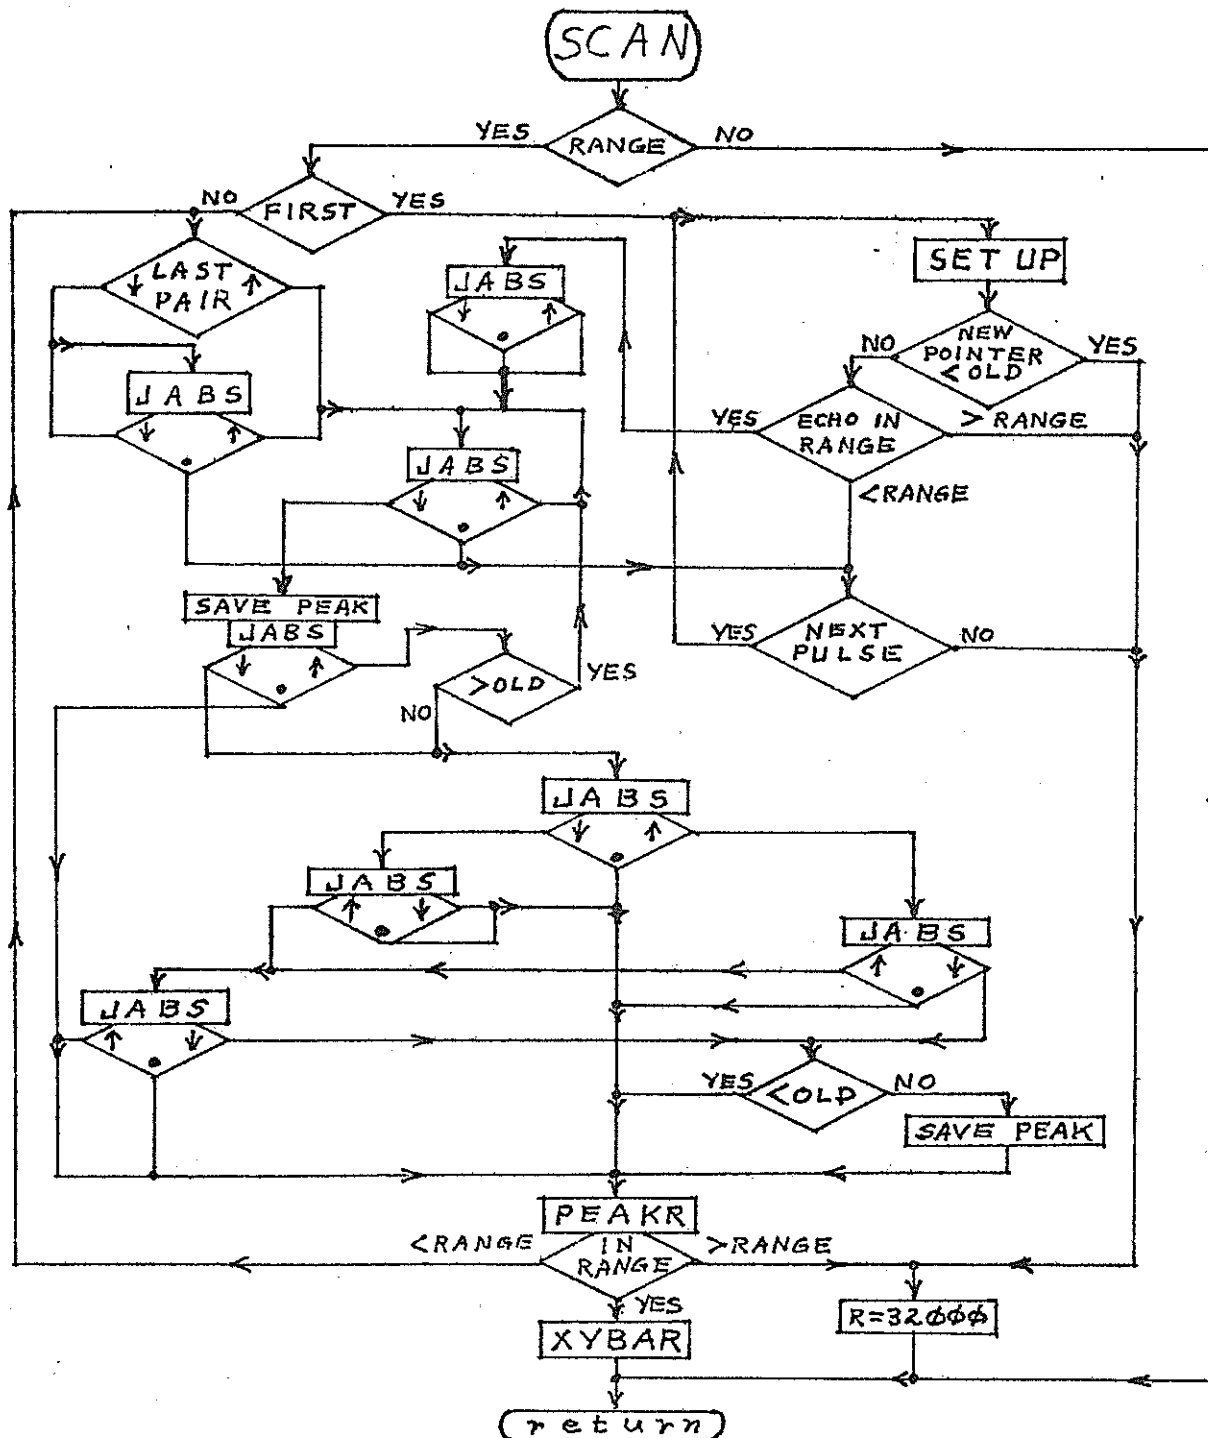 SCAN
YES
RANGE
NO
NO
FIRST
YES
↓ LAST ↑
PAIR
JABS
↓ ↑
SET UP
NO
NEW
POINTER
<OLD
YES
JABS
↓ ↑
YES
ECHO IN
RANGE
> RANGE
JABS
↓ ↑
<RANGE
SAVE PEAK
JABS
↓ ↑
>OLD
YES
NO
YES
NEXT
PULSE
NO
JABS
↓ ↑
JABS
↑ ↓
JABS
↑ ↓
JABS
↑ ↓
YES
<OLD
NO
SAVE PEAK
PEAKR
<RANGE
IN
RANGE
>RANGE
YES
R=32000
XYBAR
return